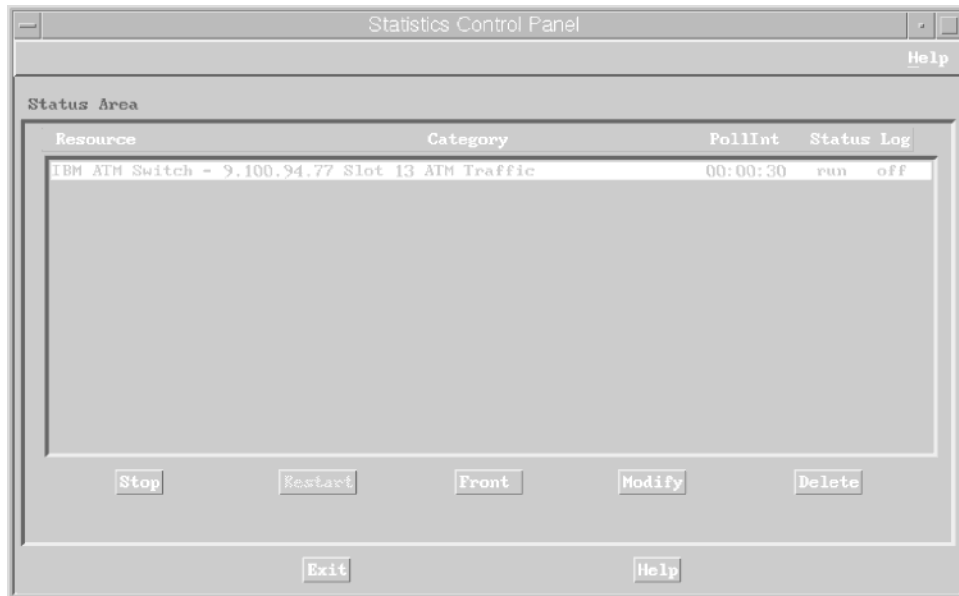 Statistics Control Panel
Help
Status Area
Resource Category PollInt Status Log
IBM ATM Switch - 9.100.94.77 Slot 13 ATM Traffic 00:00:30 run off
Stop Restart Front Modify Delete
Exit Help